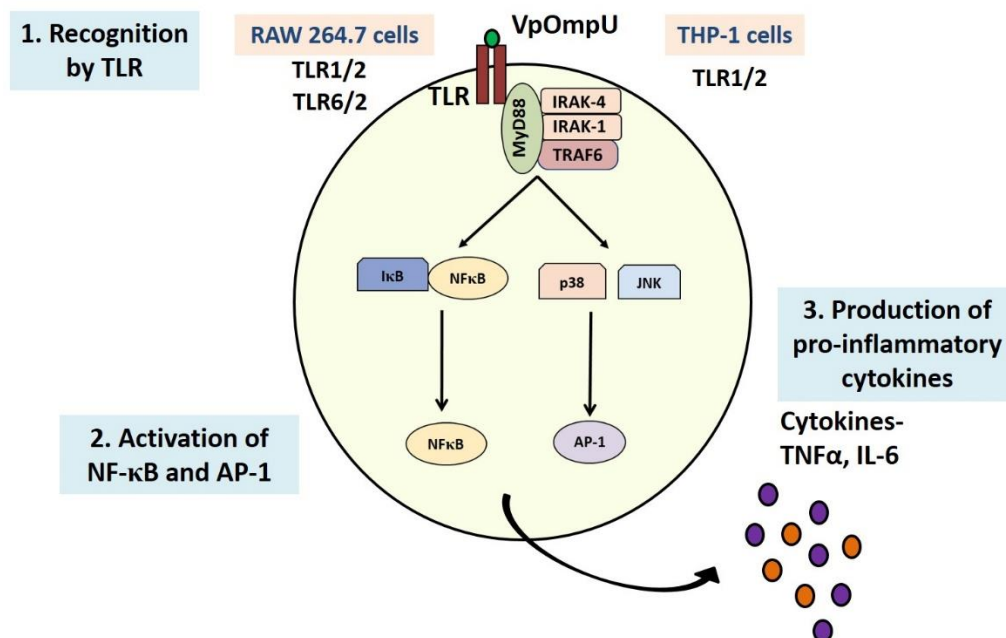 1. Recognition
by TLR
RAW 264.7 cells
TLR1/2
TLR6/2
VpOmpU
THP-1 cells
TLR1/2
TLR
MyD88
IRAK-4
IRAK-1
TRAF6
IκB
NFκB
p38
JNK
2. Activation of
NF-κB and AP-1
NFκB
AP-1
3. Production of
pro-inflammatory
cytokines
Cytokines-
TNFα, IL-6